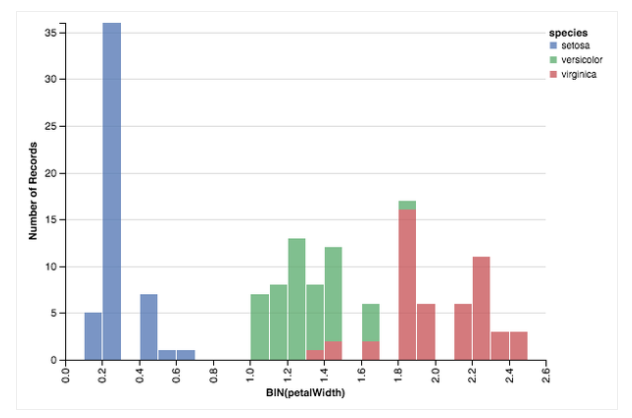 species
setosa
versicolor
virginica
Number of Records
35
30
25
20
15
10
5
0
0.0 0.2 0.4 0.6 0.8 1.0 1.2 1.4 1.6 1.8 2.0 2.2 2.4 2.6
BIN(petalWidth)